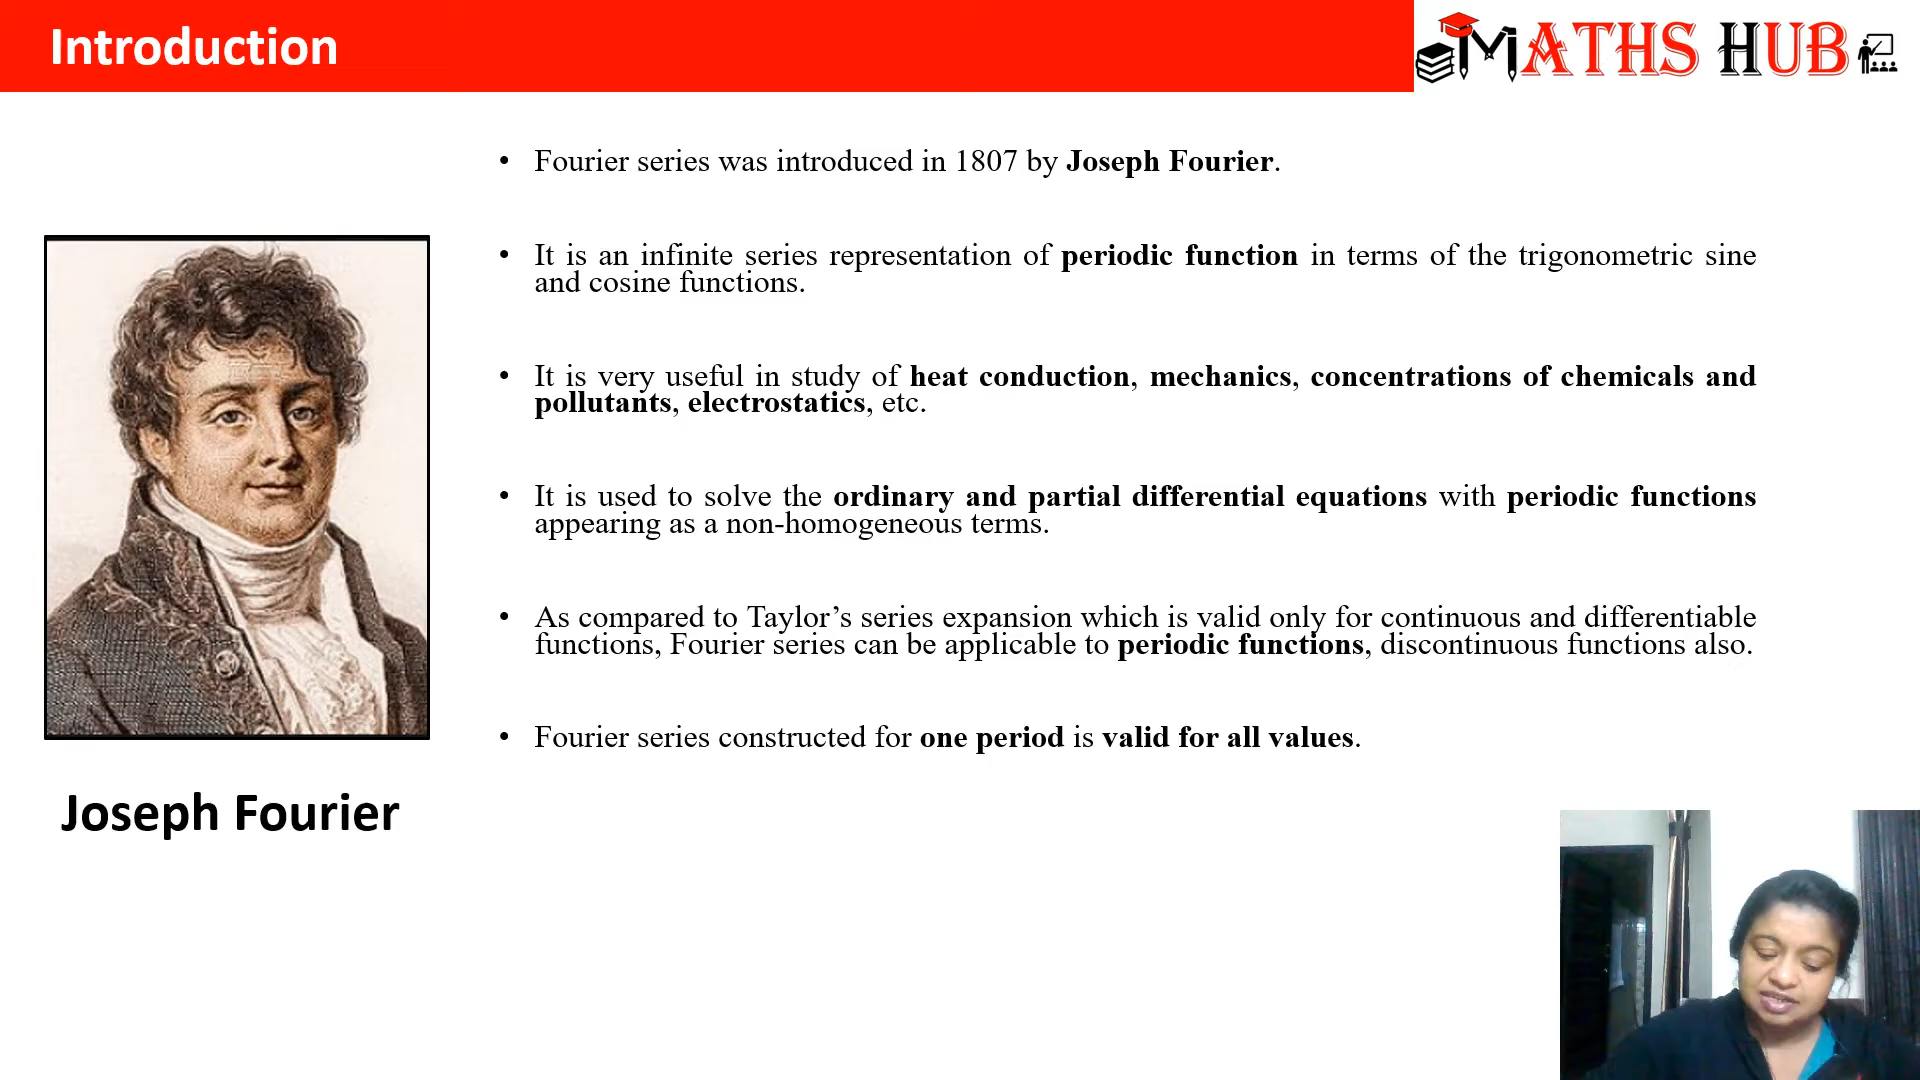 Introduction
MATHS HUB
• Fourier series was introduced in 1807 by Joseph Fourier.
• It is an infinite series representation of periodic function in terms of the trigonometric sine
and cosine functions.
• It is very useful in study of heat conduction, mechanics, concentrations of chemicals and
pollutants, electrostatics, etc.
• It is used to solve the ordinary and partial differential equations with periodic functions
appearing as a non-homogeneous terms.
• As compared to Taylor’s series expansion which is valid only for continuous and differentiable
functions, Fourier series can be applicable to periodic functions, discontinuous functions also.
• Fourier series constructed for one period is valid for all values.
Joseph Fourier